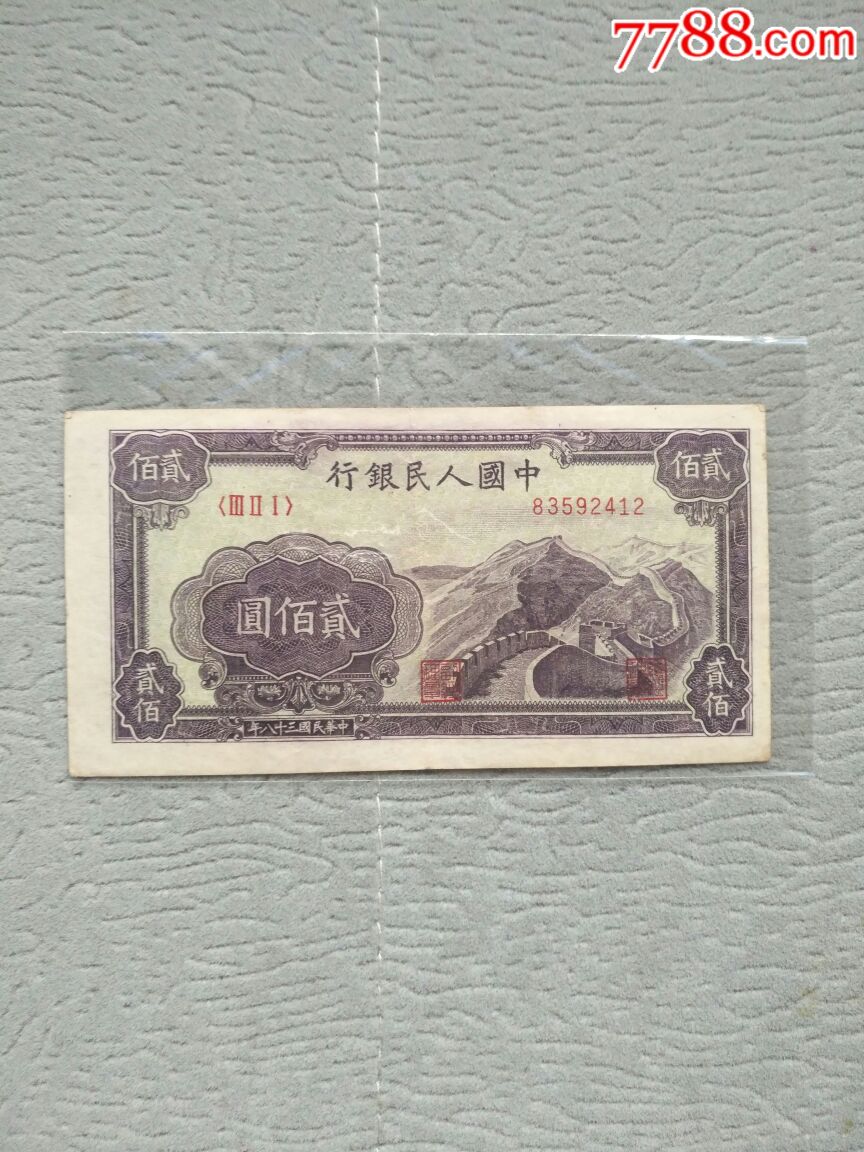 7788.com
貳佰
貳佰
中國人民銀行
〈III II I〉
83592412
貳佰圓
貳佰
貳佰
中華民國三十八年